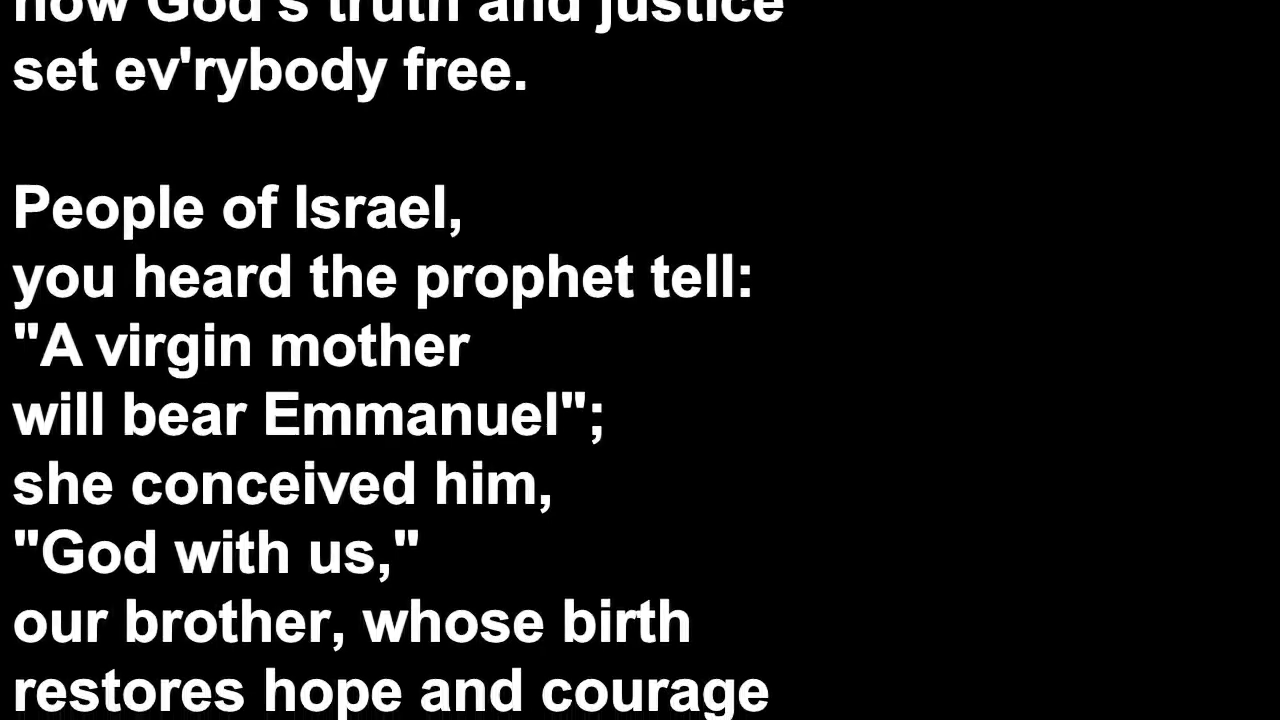 how God's truth and justice
set ev'rybody free.
People of Israel,
you heard the prophet tell:
"A virgin mother
will bear Emmanuel";
she conceived him,
"God with us,"
our brother, whose birth
restores hope and courage